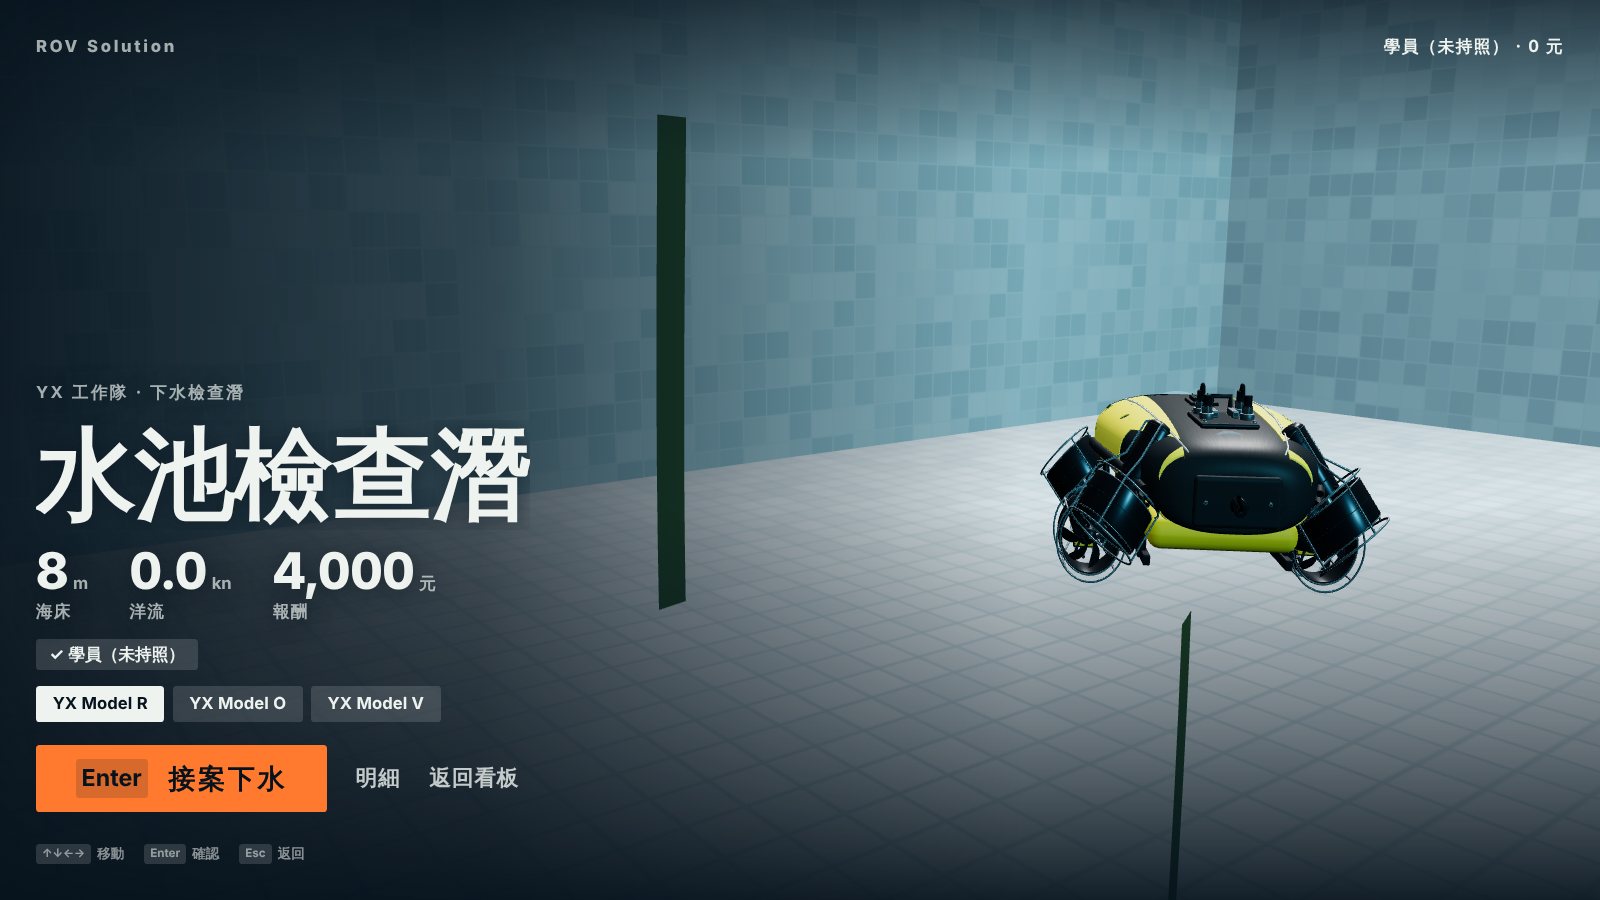 ROV Solution
學員（未持照） · 0 元
YX 工作隊 · 下水檢查潛
水池檢查潛
8 m 0.0 kn 4,000 元
海床 洋流 報酬
✓ 學員（未持照）
YX Model R YX Model O YX Model V
Enter 接案下水 明細 返回看板
↑↓←→ 移動 Enter 確認 Esc 返回